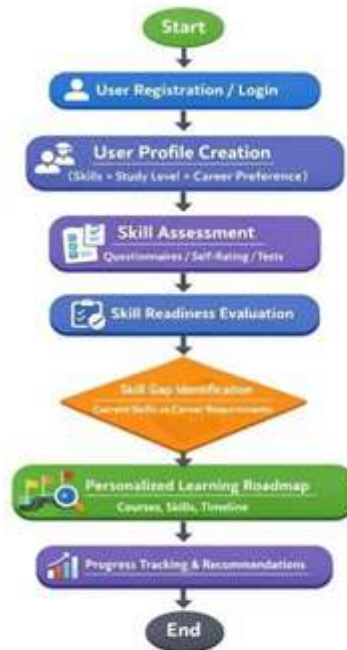 Start
User Registration / Login
User Profile Creation
(Skills + Study Level + Career Preference)
Skill Assessment
Questionnaires / Self-Rating / Tests
Skill Readiness Evaluation
Skill Gap Identification
Current Skills vs Career Requirements
Personalized Learning Roadmap
Courses, Skills, Timeline
Progress Tracking & Recommendations
End